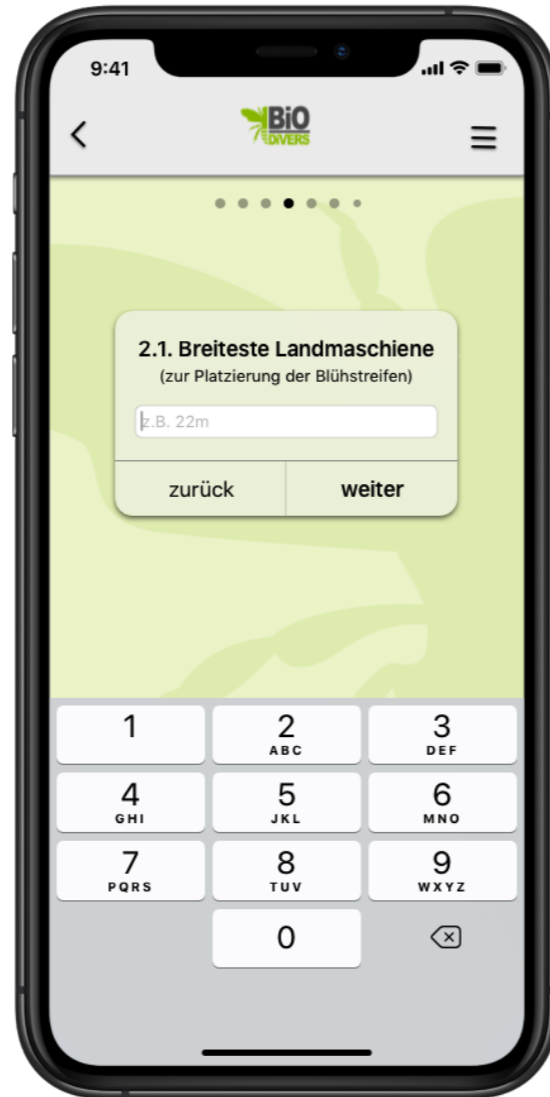 9:41
BiO
DIVERS
2.1. Breiteste Landmaschiene
(zur Platzierung der Blühstreifen)
z.B. 22m
zurück weiter
1 2 3
ABC DEF
4 5 6
GHI JKL MNO
7 8 9
PQRS TUV WXYZ
0